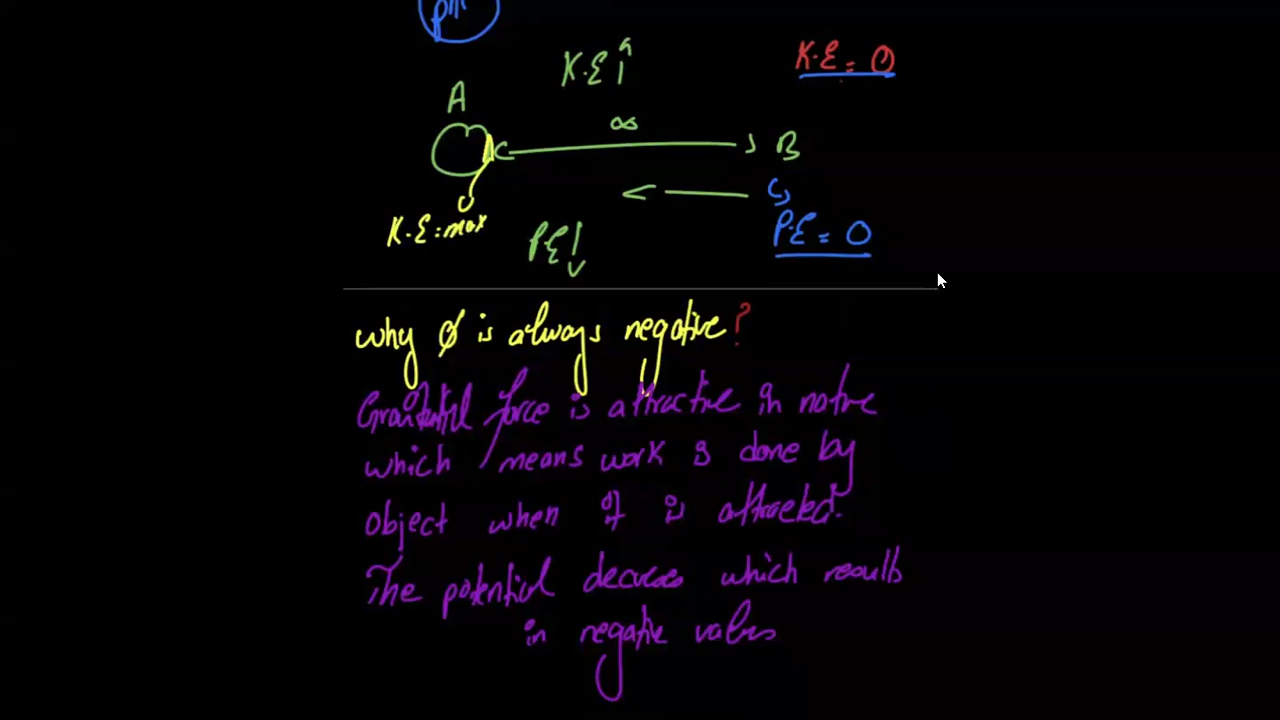 K.E↑
K.E = 0
A
∞
B
P.E = 0
K.E = max
PE↓
why ϕ is always negative?
force is attractive in nature
which means work is done by
object when it is attracted.
The potential decreases which results
in negative values